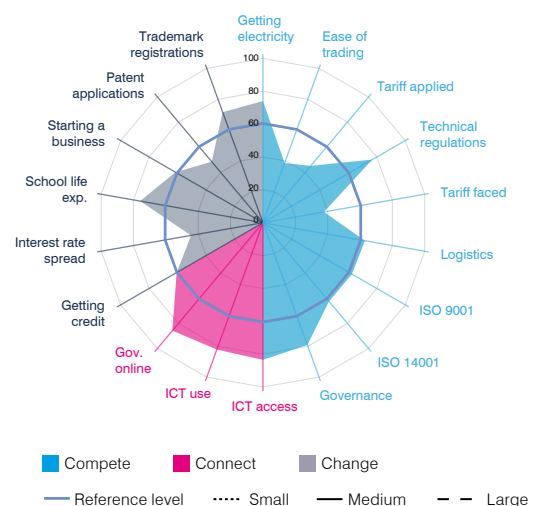 Getting
electricity
Ease of
trading
Tariff applied
Technical
regulations
Tariff faced
Logistics
ISO 9001
ISO 14001
Governance
ICT access
ICT use
Gov.
online
Getting
credit
Interest rate
spread
School life
exp.
Starting a
business
Patent
applications
Trademark
registrations
100
80
60
40
20
0
Compete
Connect
Change
Reference level
Small
Medium
Large